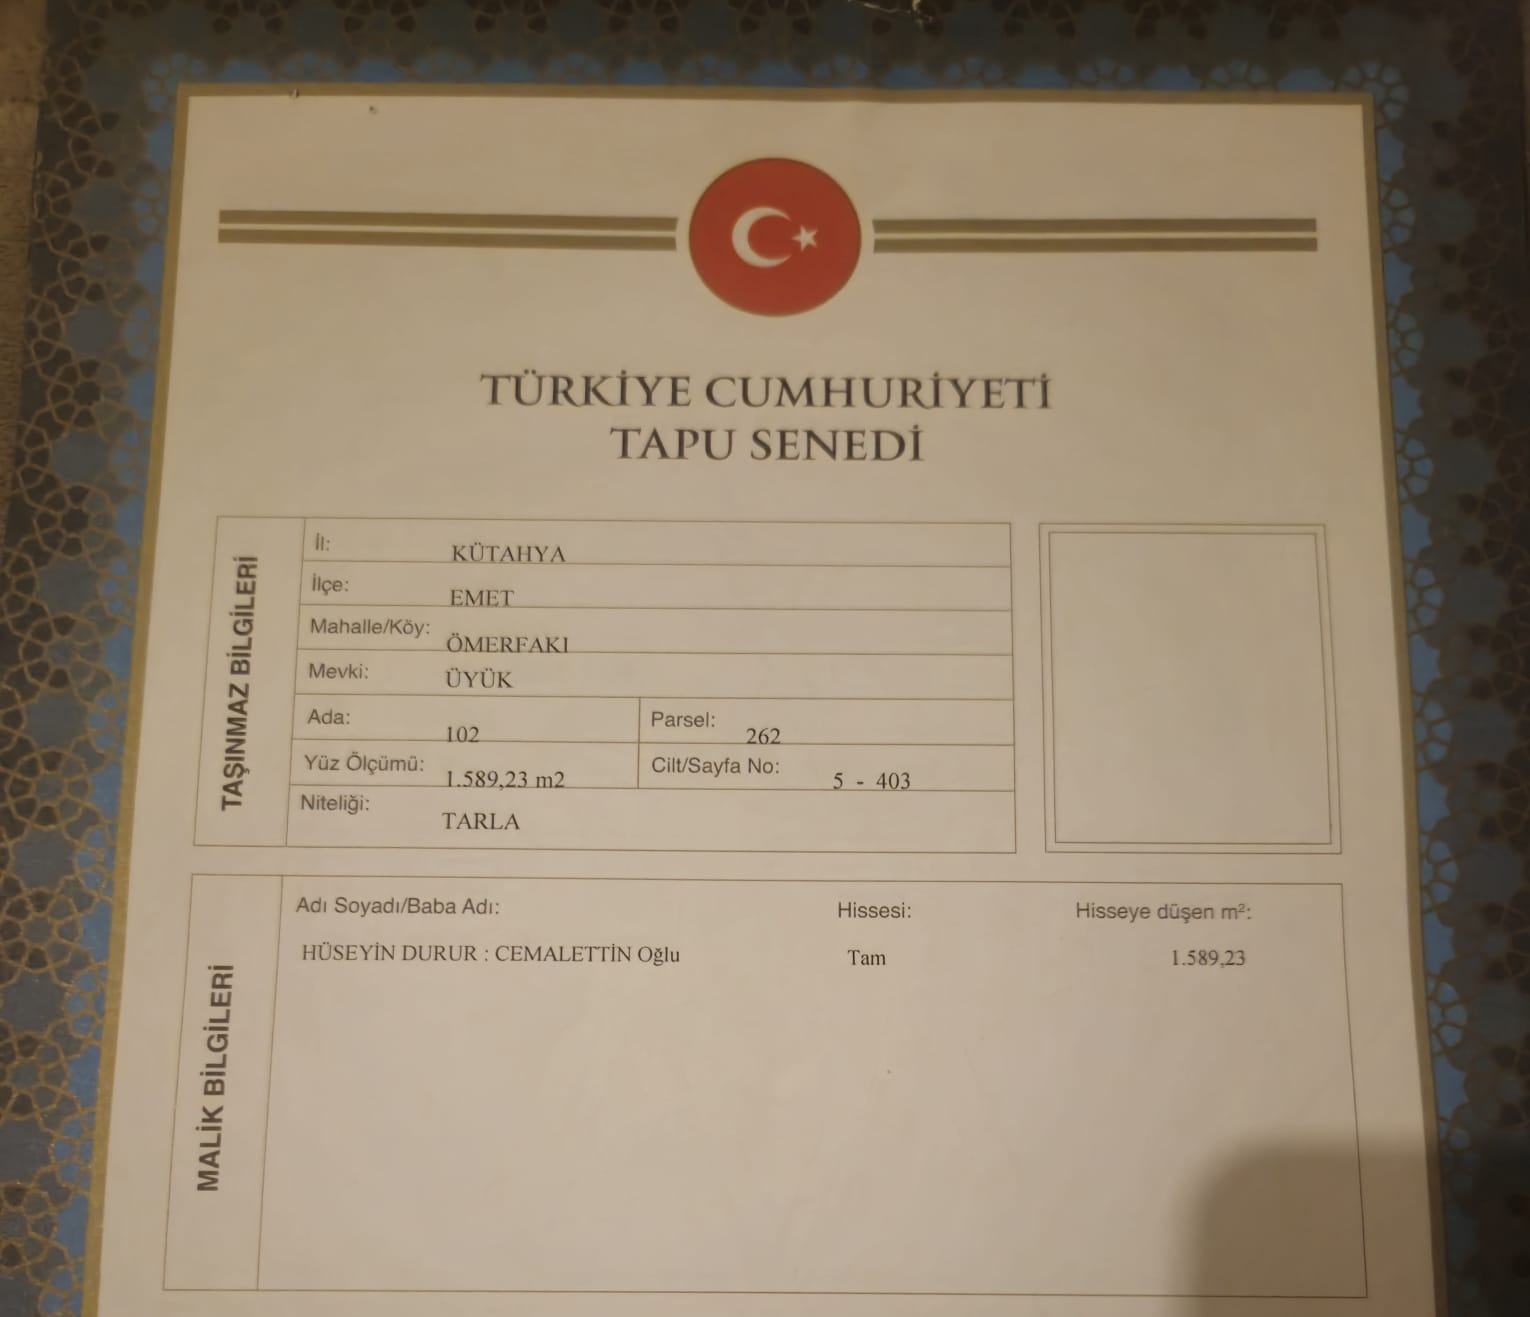 TÜRKİYE CUMHURİYETİ
TAPU SENEDİ
TAŞINMAZ BİLGİLERİ
İl: KÜTAHYA
İlçe: EMET
Mahalle/Köy: ÖMERFAKI
Mevki: ÜYÜK
Ada: 102 Parsel: 262
Yüz Ölçümü: 1.589,23 m2 Cilt/Sayfa No: 5 - 403
Niteliği: TARLA
MALİK BİLGİLERİ
Adı Soyadı/Baba Adı: Hissesi: Hisseye düşen m²:
HÜSEYİN DURUR : CEMALETTİN Oğlu Tam 1.589,23